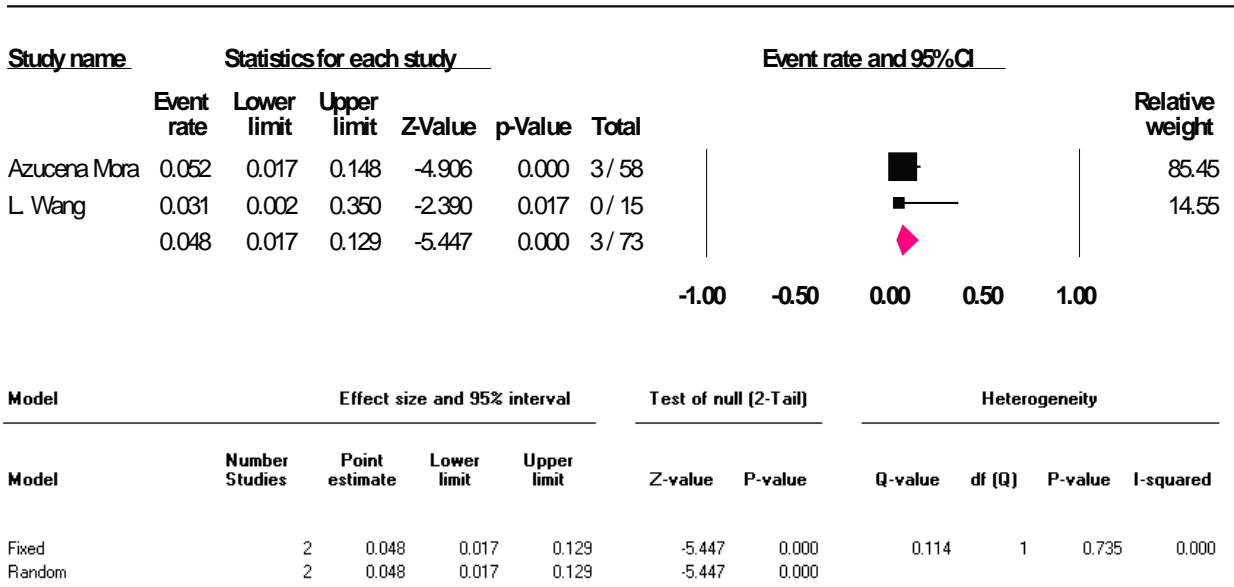 Study name Statistics for each study Event rate and 95% CI
Event Lower Upper Relative
rate limit limit Z-Value p-Value Total weight
Azucena Mora 0.052 0.017 0.148 -4.906 0.000 3 / 58 85.45
L. Wang 0.031 0.002 0.350 -2.390 0.017 0 / 15 14.55
0.048 0.017 0.129 -5.447 0.000 3 / 73
-1.00 -0.50 0.00 0.50 1.00
Model Effect size and 95% interval Test of null (2-Tail) Heterogeneity
Number Point Lower Upper
Model Studies estimate limit limit Z-value P-value Q-value df (Q) P-value I-squared
Fixed 2 0.048 0.017 0.129 -5.447 0.000 0.114 1 0.735 0.000
Random 2 0.048 0.017 0.129 -5.447 0.000